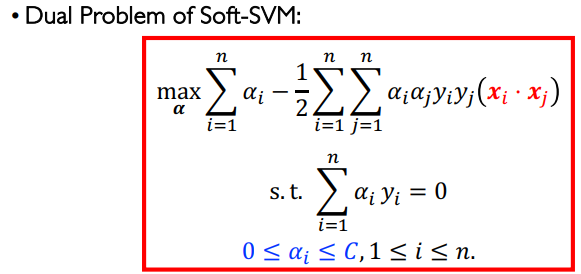 • Dual Problem of Soft-SVM:
max_α ∑_{i=1}^{n} α_i − 1/2 ∑_{i=1}^{n} ∑_{j=1}^{n} α_i α_j y_i y_j (x_i · x_j)
s.t. ∑_{i=1}^{n} α_i y_i = 0
0 ≤ α_i ≤ C, 1 ≤ i ≤ n.